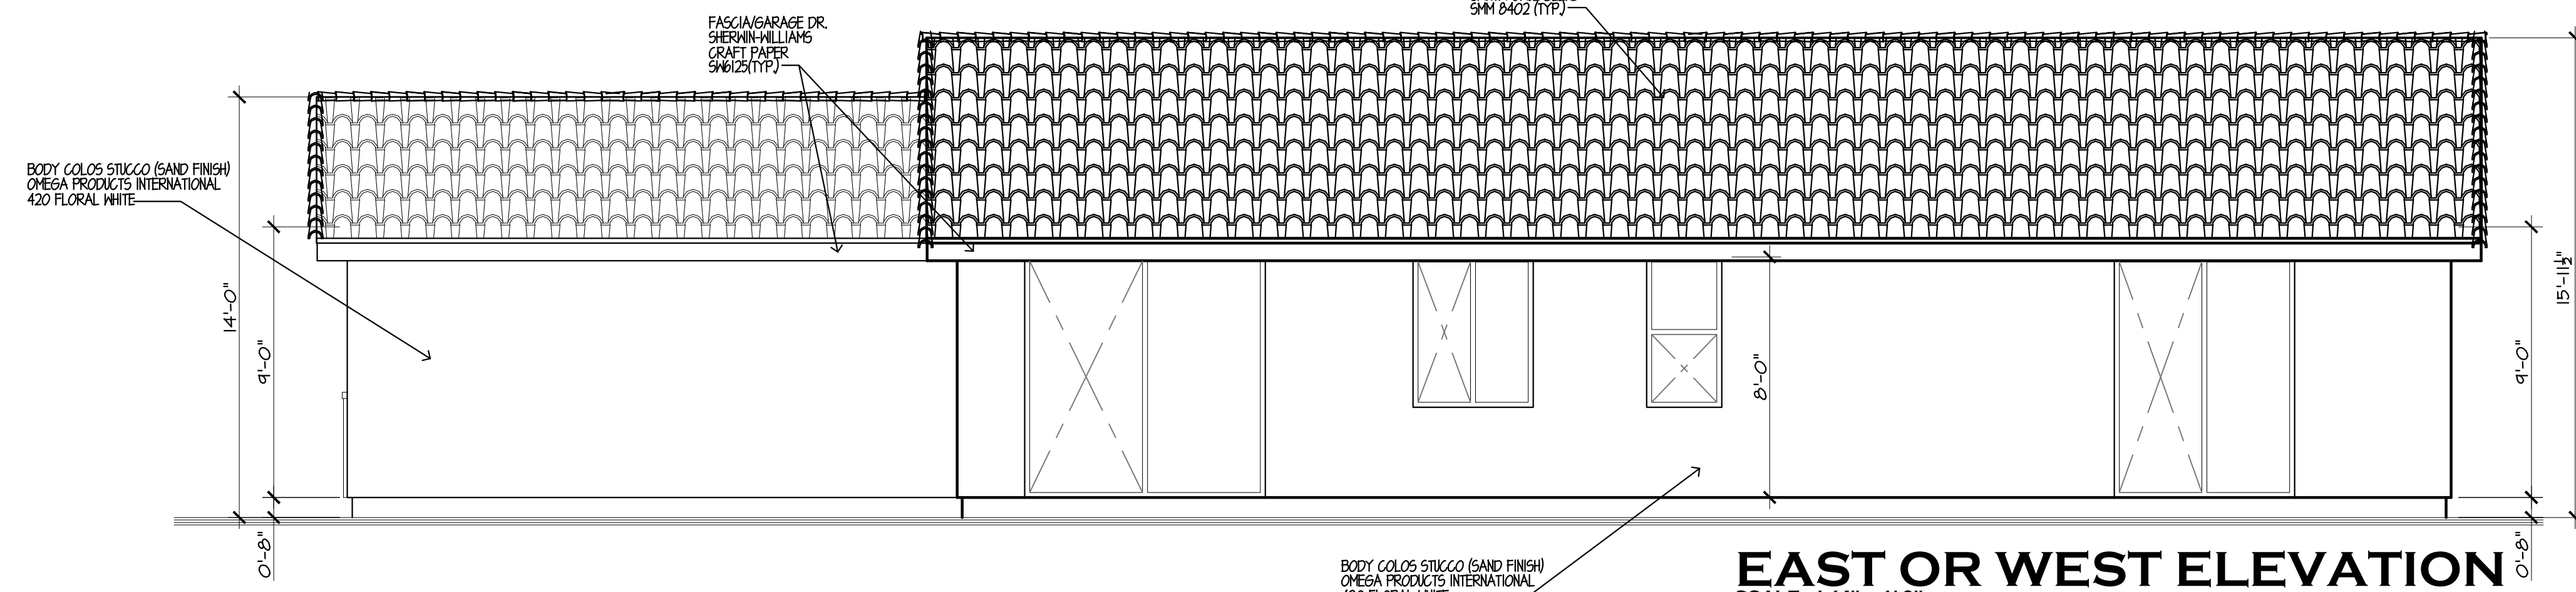 SMM 8402 (TYP.)
FASCIA/GARAGE DR.
SHERWIN-WILLIAMS
CRAFT PAPER
SW6125(TYP.)
BODY COLOS STUCCO (SAND FINISH)
OMEGA PRODUCTS INTERNATIONAL
420 FLORAL WHITE
14'-0"
9'-0"
0'-8"
8'-0"
9'-0"
15'-11½"
0'-8"
BODY COLOS STUCCO (SAND FINISH)
OMEGA PRODUCTS INTERNATIONAL
EAST OR WEST ELEVATION